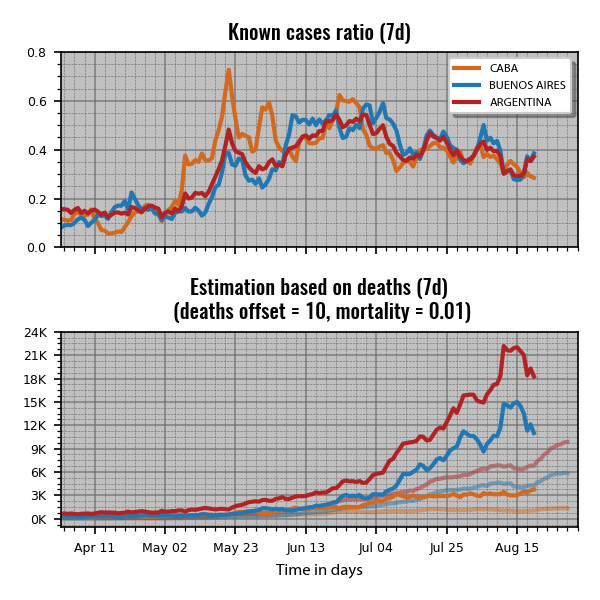 Known cases ratio (7d)
0.8
0.6
0.4
0.2
0.0
CABA
BUENOS AIRES
ARGENTINA
Estimation based on deaths (7d)
(deaths offset = 10, mortality = 0.01)
24K
21K
18K
15K
12K
9K
6K
3K
0K
Apr 11 May 02 May 23 Jun 13 Jul 04 Jul 25 Aug 15
Time in days